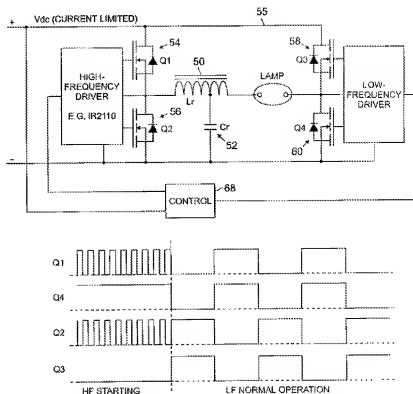 +
Vdc (CURRENT LIMITED)
55
54
Q1
58
Q3
HIGH-
FREQUENCY
DRIVER
E.G. IR2110
50
Lr
LAMP
LOW-
FREQUENCY
DRIVER
56
Q2
Cr
52
Q4
60
-
CONTROL
68
Q1
Q4
Q2
Q3
HF STARTING
LF NORMAL OPERATION